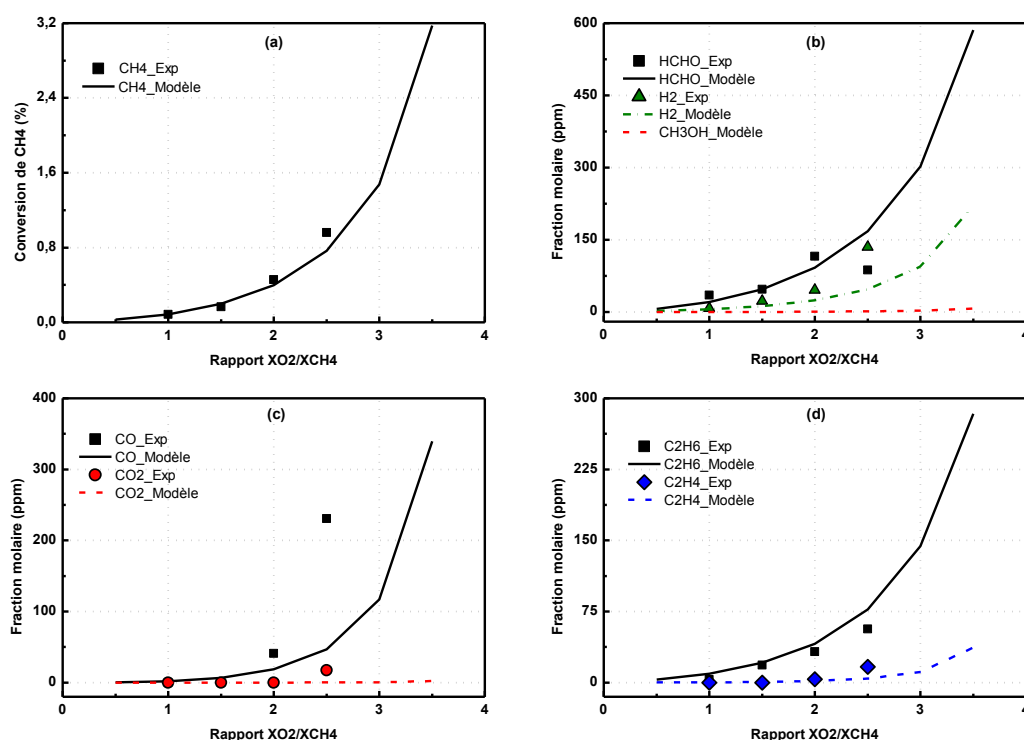 (a)
CH4_Exp
CH4_Modèle
Conversion de CH4 (%)
3,2
2,4
1,6
0,8
0,0
0 1 2 3 4
Rapport XO2/XCH4
(b)
HCHO_Exp
HCHO_Modèle
H2_Exp
H2_Modèle
CH3OH_Modèle
Fraction molaire (ppm)
600
450
300
150
0
0 1 2 3 4
Rapport XO2/XCH4
(c)
CO_Exp
CO_Modèle
CO2_Exp
CO2_Modèle
Fraction molaire (ppm)
400
300
200
100
0
0 1 2 3 4
Rapport XO2/XCH4
(d)
C2H6_Exp
C2H6_Modèle
C2H4_Exp
C2H4_Modèle
Fraction molaire (ppm)
300
225
150
75
0
0 1 2 3 4
Rapport XO2/XCH4